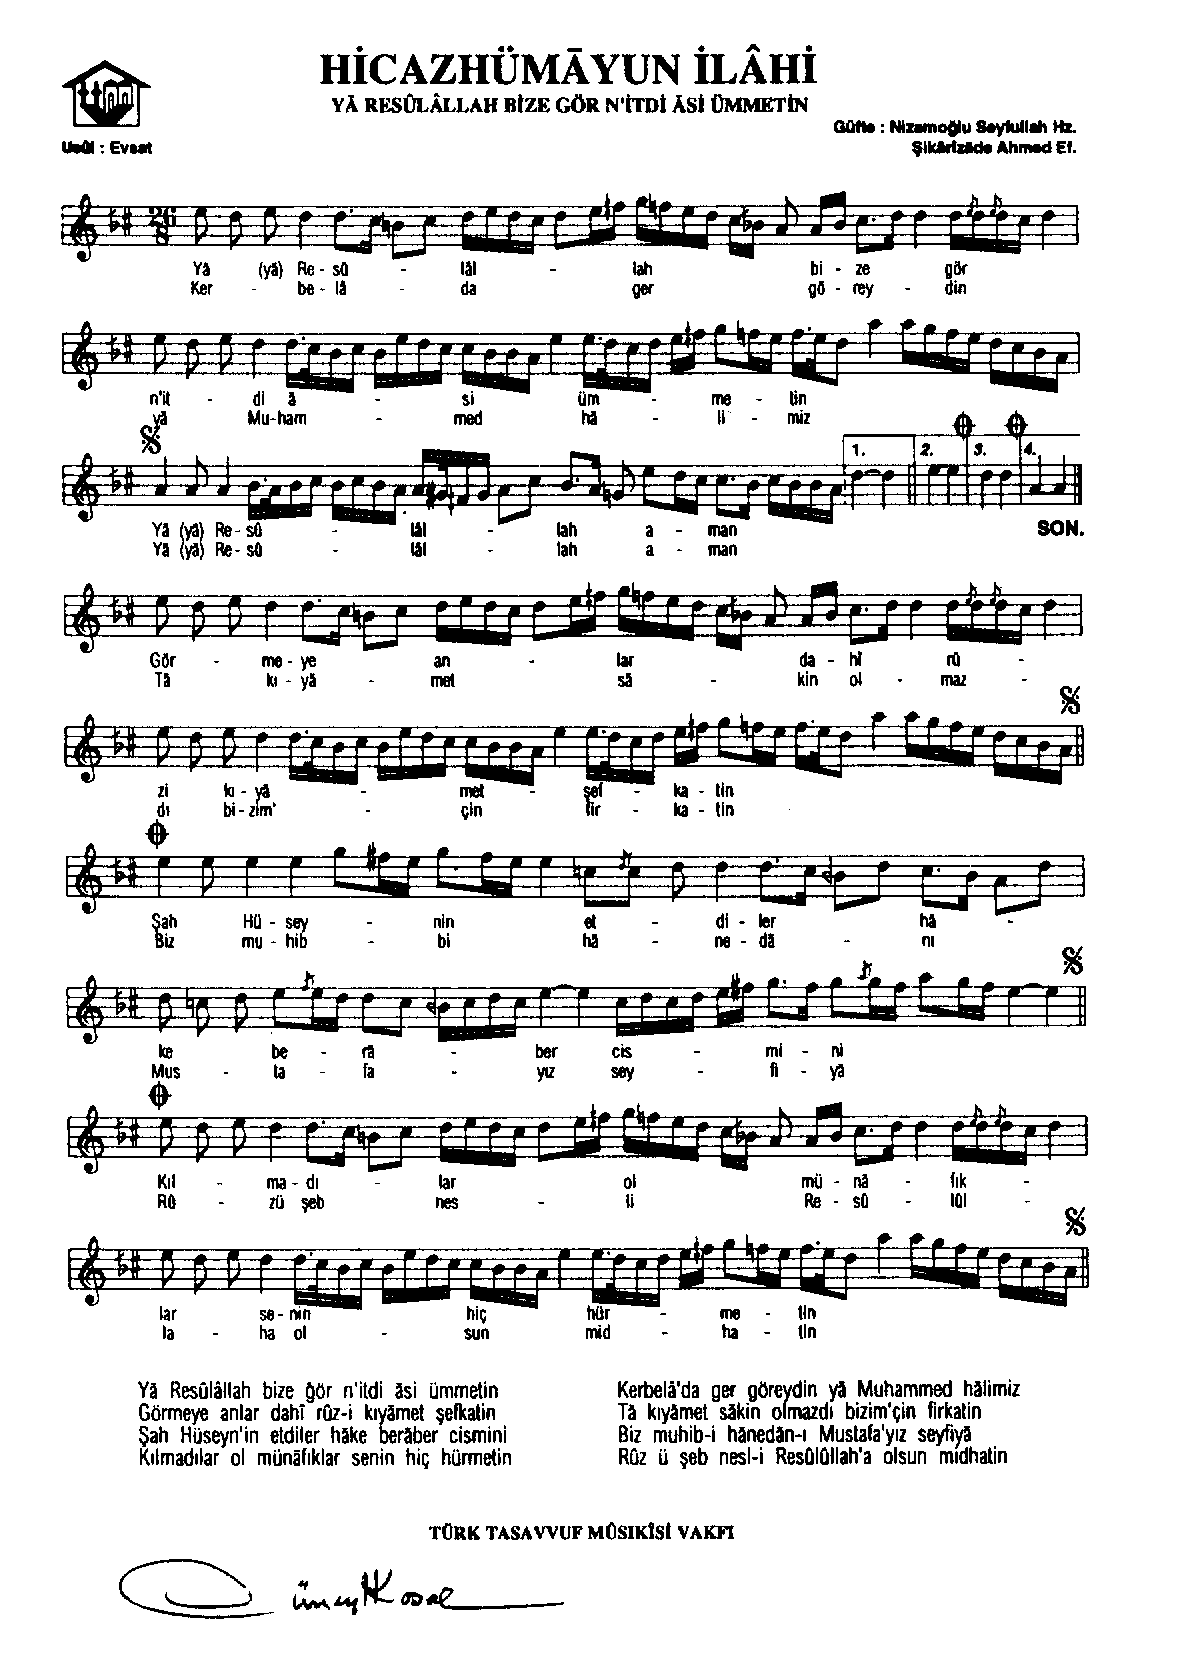 HİCAZHÜMĀYUN İLÂHİ
YĀ RESÛLÂLLAH BİZE GÖR N'İTDİ ĀSİ ÜMMETİN
Güfte : Nizamoğlu Seyfullah Hz.
Usûl : Evsat
Şikârîzâde Ahmed Ef.
26
8
Yā (yā) Re - sû - lâl - lah bi - ze gör
Ker - be - lâ - da ger gö - rey - din
n'it - di ā - si üm - me - tin
yā Mu-ham - med hā - li - miz
1. 2. 3. 4.
Yā (yā) Re - sû - lâl - lah a - man SON.
Yā (yā) Re - sû - lâl - lah a - man
Gör - me - ye an - lar da - hî rû -
Tā kı - yā - met sā - kin ol - maz -
zi kı - yā - met - şef - ka - tin
dı bi - zim' - çin fir - ka - tin
Şah Hü - sey - nin et - di - ler hā -
Biz mu - hib - bi hā - ne - dā - nı
ke be - rā - ber cis - mi - ni
Mus - ta - fa - yız sey - fi - yā
Kıl - ma - dı - lar ol mü - nā - fık -
Rû - zü şeb nes - li Re - sû - lûl -
lar se - nin hiç hür - me - tin
la - ha ol - sun mid - ha - tin
Yā Resûlâllah bize gör n'itdi āsi ümmetin
Görmeye anlar dahî rûz-i kıyāmet şefkatin
Şah Hüseyn'in etdiler hāke berāber cismini
Kılmadılar ol münāfıklar senin hiç hürmetin
Kerbelā'da ger göreydin yā Muhammed hālimiz
Tā kıyāmet sākin olmazdı bizim'çin firkatin
Biz muhib-i hānedān-ı Mustafa'yız seyfiyā
Rûz ü şeb nesl-i Resûlûllah'a olsun midhatin
TÜRK TASAVVUF MÛSIKÎSİ VAKFI
Cüneyt Kosal